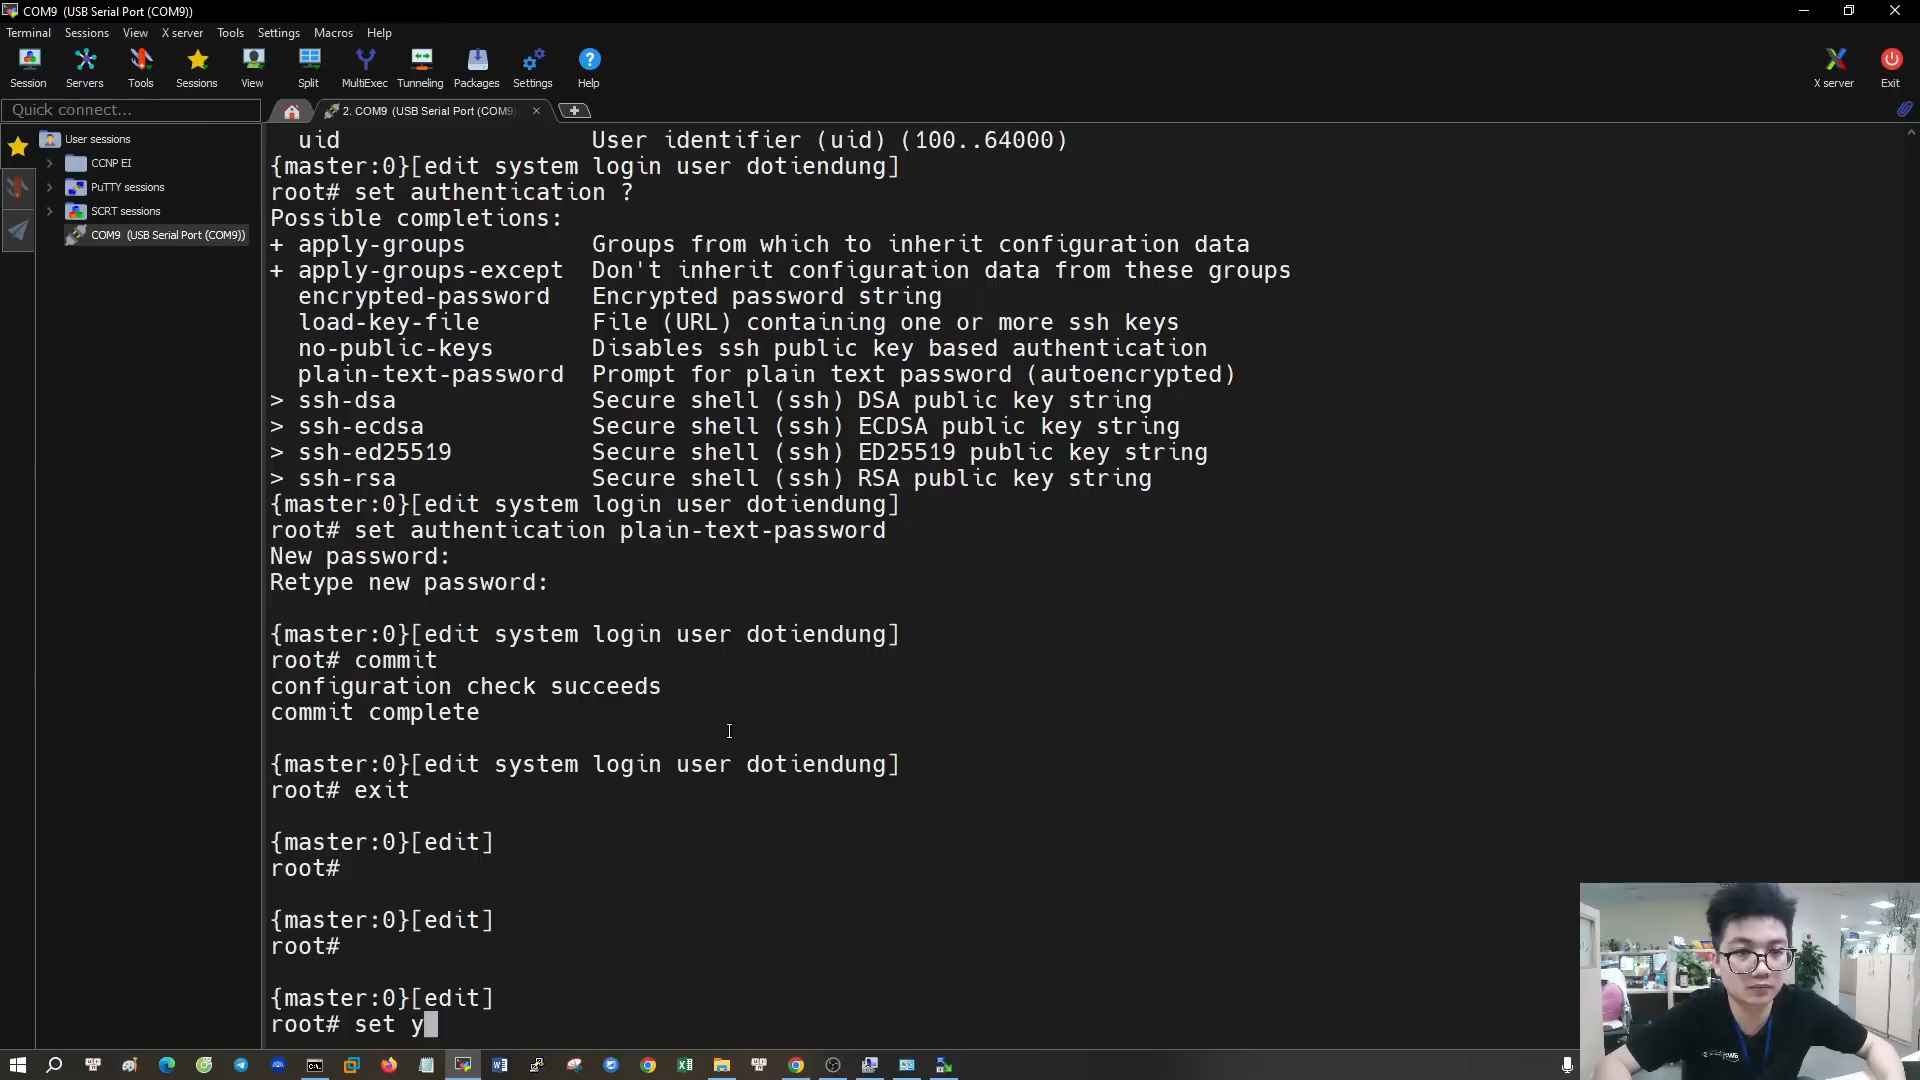 COM9 (USB Serial Port (COM9))
Terminal Sessions View X server Tools Settings Macros Help
Session Servers Tools Sessions View Split MultiExec Tunneling Packages Settings Help X server Exit
Quick connect...
2. COM9 (USB Serial Port (COM9)
User sessions
CCNP EI
PuTTY sessions
SCRT sessions
COM9 (USB Serial Port (COM9))
uid User identifier (uid) (100..64000)
{master:0}[edit system login user dotiendung]
root# set authentication ?
Possible completions:
+ apply-groups Groups from which to inherit configuration data
+ apply-groups-except Don't inherit configuration data from these groups
encrypted-password Encrypted password string
load-key-file File (URL) containing one or more ssh keys
no-public-keys Disables ssh public key based authentication
plain-text-password Prompt for plain text password (autoencrypted)
> ssh-dsa Secure shell (ssh) DSA public key string
> ssh-ecdsa Secure shell (ssh) ECDSA public key string
> ssh-ed25519 Secure shell (ssh) ED25519 public key string
> ssh-rsa Secure shell (ssh) RSA public key string
{master:0}[edit system login user dotiendung]
root# set authentication plain-text-password
New password:
Retype new password:
{master:0}[edit system login user dotiendung]
root# commit
configuration check succeeds
commit complete
{master:0}[edit system login user dotiendung]
root# exit
{master:0}[edit]
root#
{master:0}[edit]
root#
{master:0}[edit]
root# set y